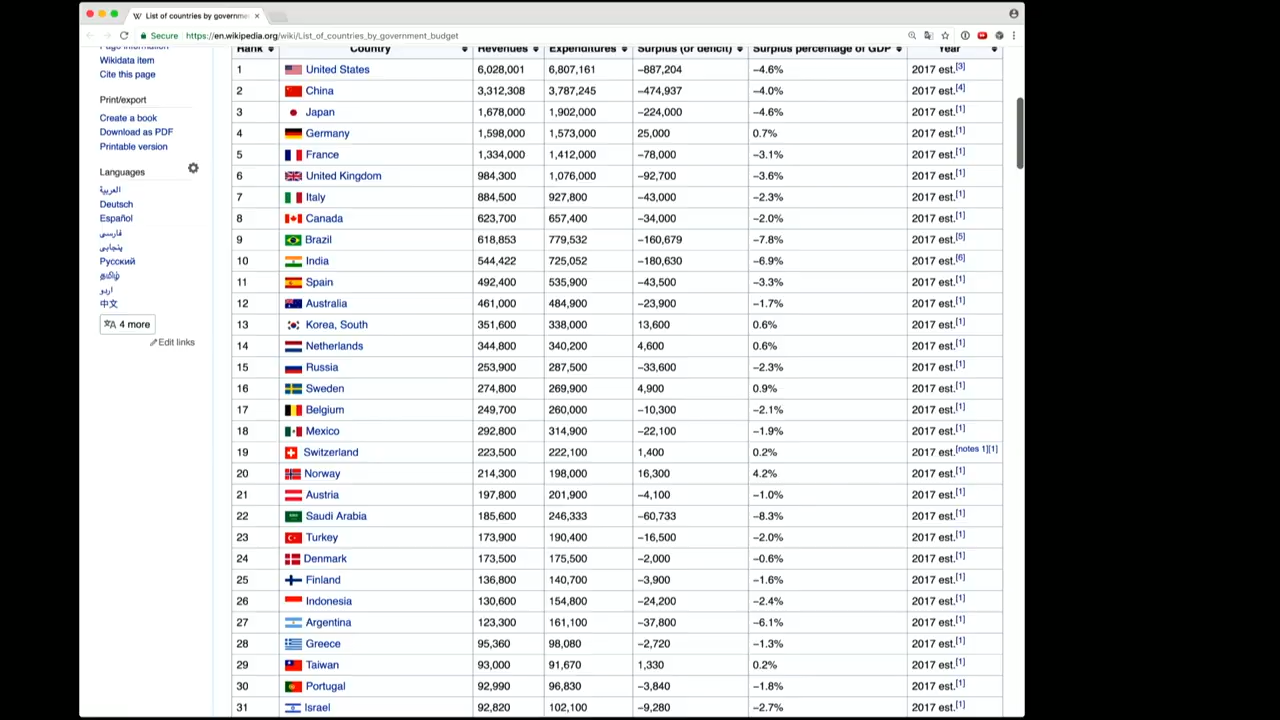 List of countries by governme
Secure https://en.wikipedia.org/wiki/List_of_countries_by_government_budget
Page information
Wikidata item
Cite this page
Print/export
Create a book
Download as PDF
Printable version
Languages
العربية
Deutsch
Español
فارسی
پنجابی
Русский
தமிழ்
اردو
中文
4 more
Edit links
Rank Country Revenues Expenditures Surplus (or deficit) Surplus percentage of GDP Year
1 United States 6,028,001 6,807,161 −887,204 −4.6% 2017 est.[3]
2 China 3,312,308 3,787,245 −474,937 −4.0% 2017 est.[4]
3 Japan 1,678,000 1,902,000 −224,000 −4.6% 2017 est.[1]
4 Germany 1,598,000 1,573,000 25,000 0.7% 2017 est.[1]
5 France 1,334,000 1,412,000 −78,000 −3.1% 2017 est.[1]
6 United Kingdom 984,300 1,076,000 −92,700 −3.6% 2017 est.[1]
7 Italy 884,500 927,800 −43,000 −2.3% 2017 est.[1]
8 Canada 623,700 657,400 −34,000 −2.0% 2017 est.[1]
9 Brazil 618,853 779,532 −160,679 −7.8% 2017 est.[5]
10 India 544,422 725,052 −180,630 −6.9% 2017 est.[6]
11 Spain 492,400 535,900 −43,500 −3.3% 2017 est.[1]
12 Australia 461,000 484,900 −23,900 −1.7% 2017 est.[1]
13 Korea, South 351,600 338,000 13,600 0.6% 2017 est.[1]
14 Netherlands 344,800 340,200 4,600 0.6% 2017 est.[1]
15 Russia 253,900 287,500 −33,600 −2.3% 2017 est.[1]
16 Sweden 274,800 269,900 4,900 0.9% 2017 est.[1]
17 Belgium 249,700 260,000 −10,300 −2.1% 2017 est.[1]
18 Mexico 292,800 314,900 −22,100 −1.9% 2017 est.[1]
19 Switzerland 223,500 222,100 1,400 0.2% 2017 est.[notes 1][1]
20 Norway 214,300 198,000 16,300 4.2% 2017 est.[1]
21 Austria 197,800 201,900 −4,100 −1.0% 2017 est.[1]
22 Saudi Arabia 185,600 246,333 −60,733 −8.3% 2017 est.[1]
23 Turkey 173,900 190,400 −16,500 −2.0% 2017 est.[1]
24 Denmark 173,500 175,500 −2,000 −0.6% 2017 est.[1]
25 Finland 136,800 140,700 −3,900 −1.6% 2017 est.[1]
26 Indonesia 130,600 154,800 −24,200 −2.4% 2017 est.[1]
27 Argentina 123,300 161,100 −37,800 −6.1% 2017 est.[1]
28 Greece 95,360 98,080 −2,720 −1.3% 2017 est.[1]
29 Taiwan 93,000 91,670 1,330 0.2% 2017 est.[1]
30 Portugal 92,990 96,830 −3,840 −1.8% 2017 est.[1]
31 Israel 92,820 102,100 −9,280 −2.7% 2017 est.[1]